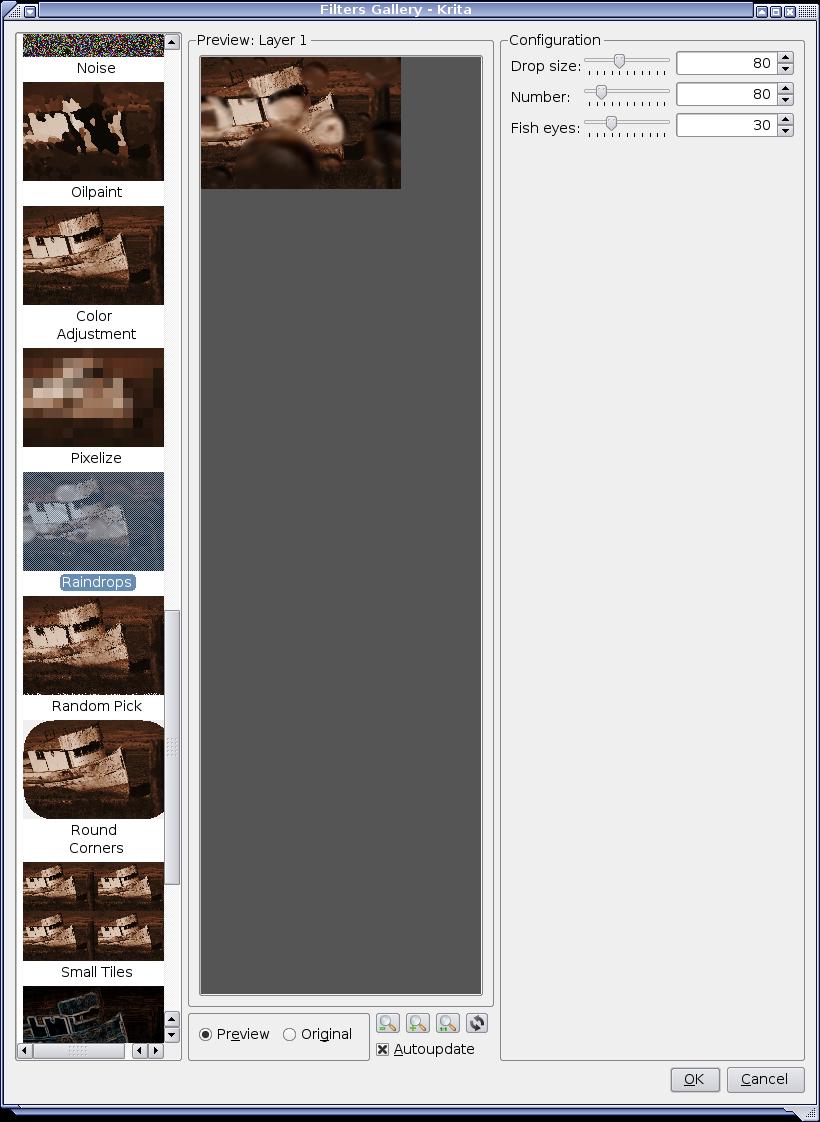 Filters Gallery - Krita
Noise
Oilpaint
Color
Adjustment
Pixelize
Raindrops
Random Pick
Round
Corners
Small Tiles
Preview: Layer 1
Preview
Original
Autoupdate
Configuration
Drop size: 80
Number: 80
Fish eyes: 30
OK
Cancel